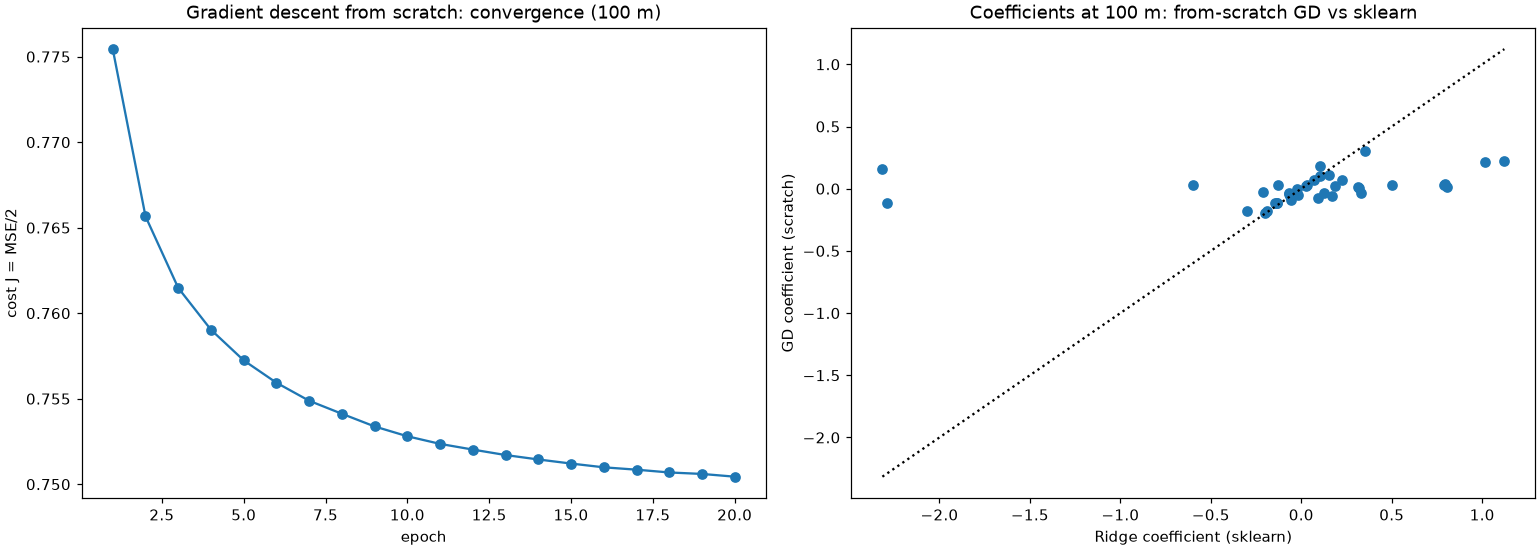 Gradient descent from scratch: convergence (100 m)
0.775
0.770
0.765
0.760
0.755
0.750
cost J = MSE/2
2.5 5.0 7.5 10.0 12.5 15.0 17.5 20.0
epoch
Coefficients at 100 m: from-scratch GD vs sklearn
1.0
0.5
0.0
−0.5
−1.0
−1.5
−2.0
GD coefficient (scratch)
−2.0 −1.5 −1.0 −0.5 0.0 0.5 1.0
Ridge coefficient (sklearn)